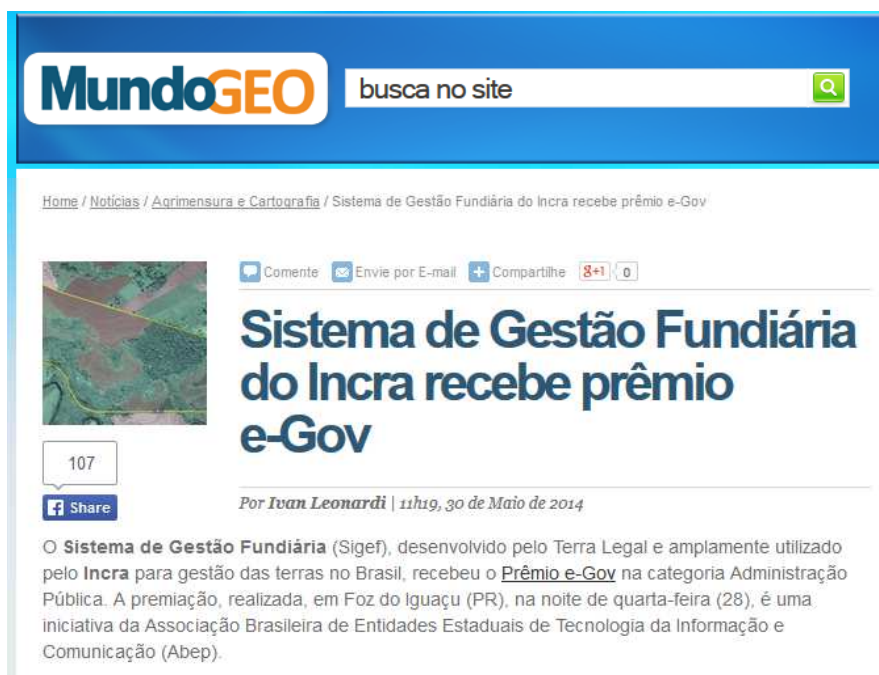 MundoGEO
busca no site
Home / Notícias / Agrimensura e Cartografia / Sistema de Gestão Fundiária do Incra recebe prêmio e-Gov
Comente Envie por E-mail Compartilhe g+1 0
Sistema de Gestão Fundiária
do Incra recebe prêmio
e-Gov
107
Share
Por Ivan Leonardi | 11h19, 30 de Maio de 2014
O Sistema de Gestão Fundiária (Sigef), desenvolvido pelo Terra Legal e amplamente utilizado
pelo Incra para gestão das terras no Brasil, recebeu o Prêmio e-Gov na categoria Administração
Pública. A premiação, realizada, em Foz do Iguaçu (PR), na noite de quarta-feira (28), é uma
iniciativa da Associação Brasileira de Entidades Estaduais de Tecnologia da Informação e
Comunicação (Abep).